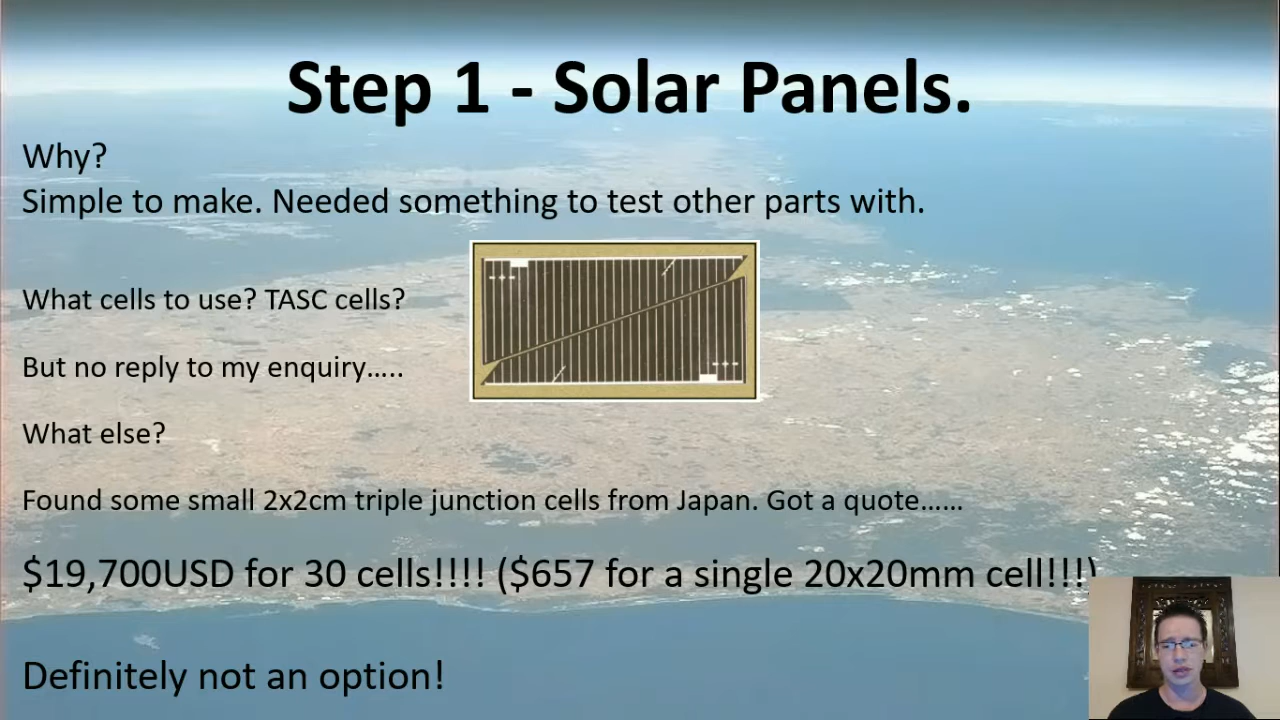 Step 1 - Solar Panels.
Why?
Simple to make. Needed something to test other parts with.
What cells to use? TASC cells?
But no reply to my enquiry.....
What else?
Found some small 2x2cm triple junction cells from Japan. Got a quote......
$19,700USD for 30 cells!!!! ($657 for a single 20x20mm cell!!!)
Definitely not an option!